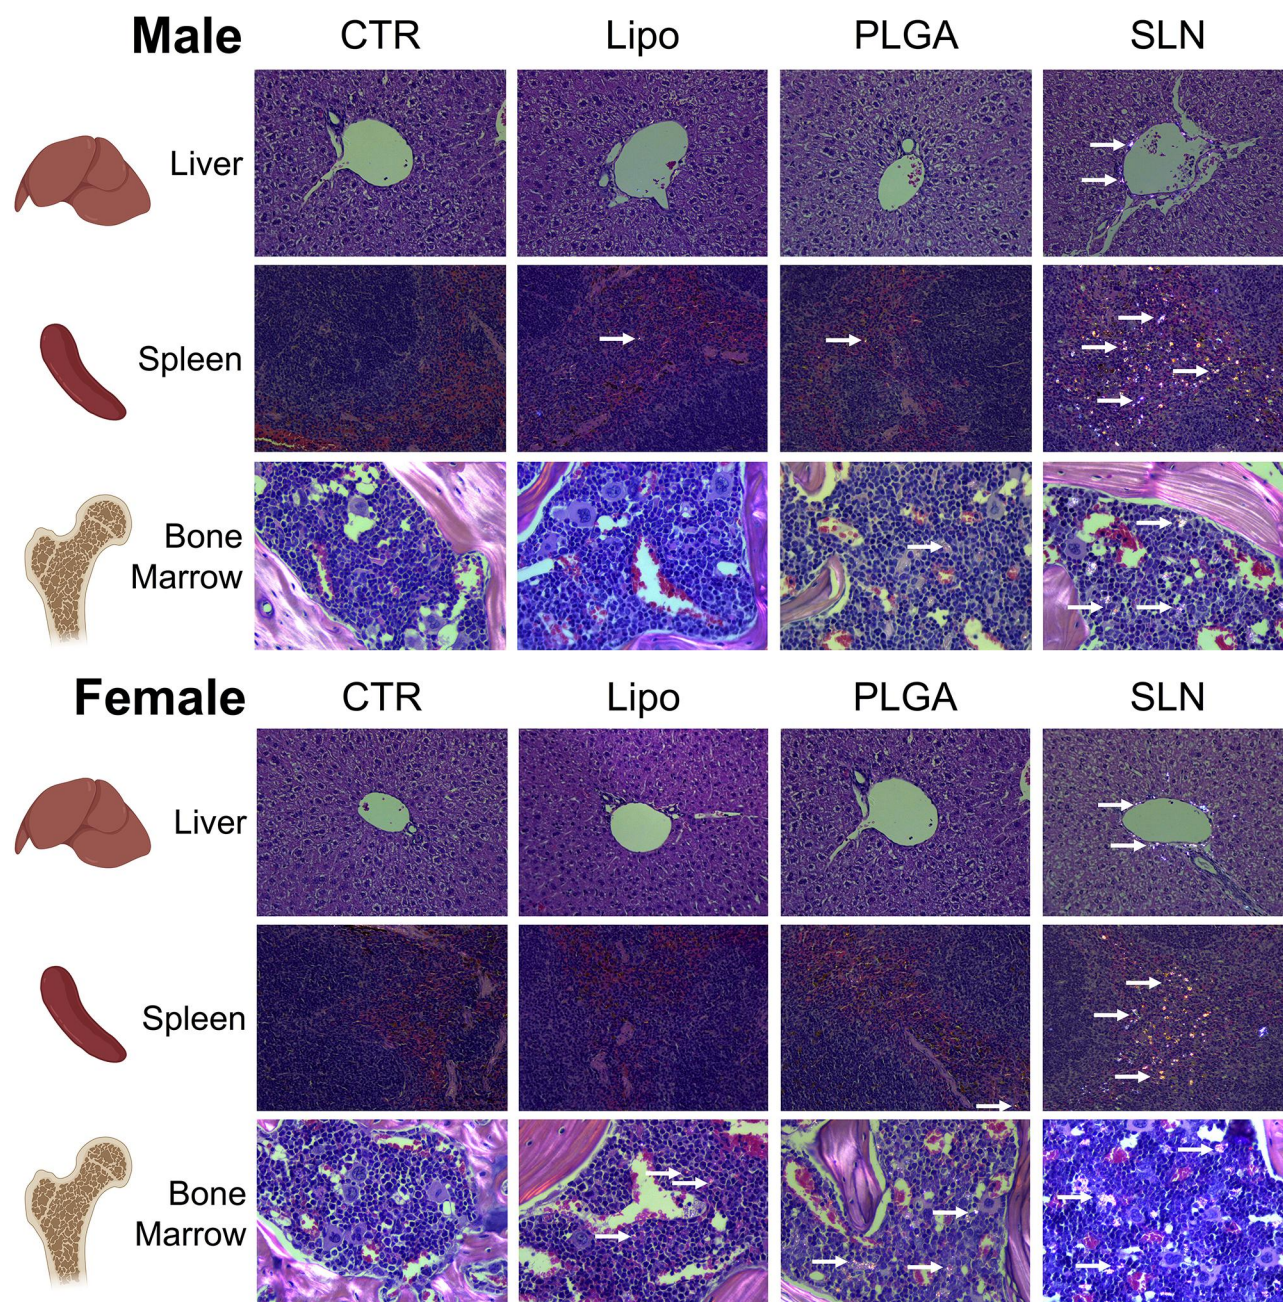 Male CTR Lipo PLGA SLN
Liver
Spleen
Bone
Marrow
Female CTR Lipo PLGA SLN
Liver
Spleen
Bone
Marrow